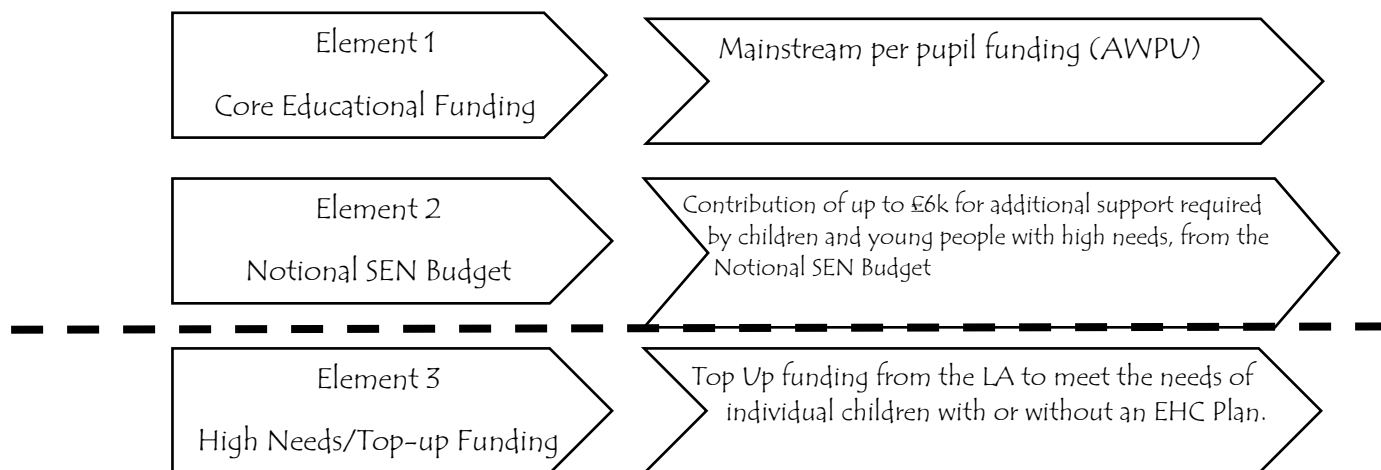 Element 1
Core Educational Funding
Mainstream per pupil funding (AWPU)
Element 2
Notional SEN Budget
Contribution of up to £6k for additional support required
by children and young people with high needs, from the
Notional SEN Budget
Element 3
High Needs/Top-up Funding
Top Up funding from the LA to meet the needs of
individual children with or without an EHC Plan.